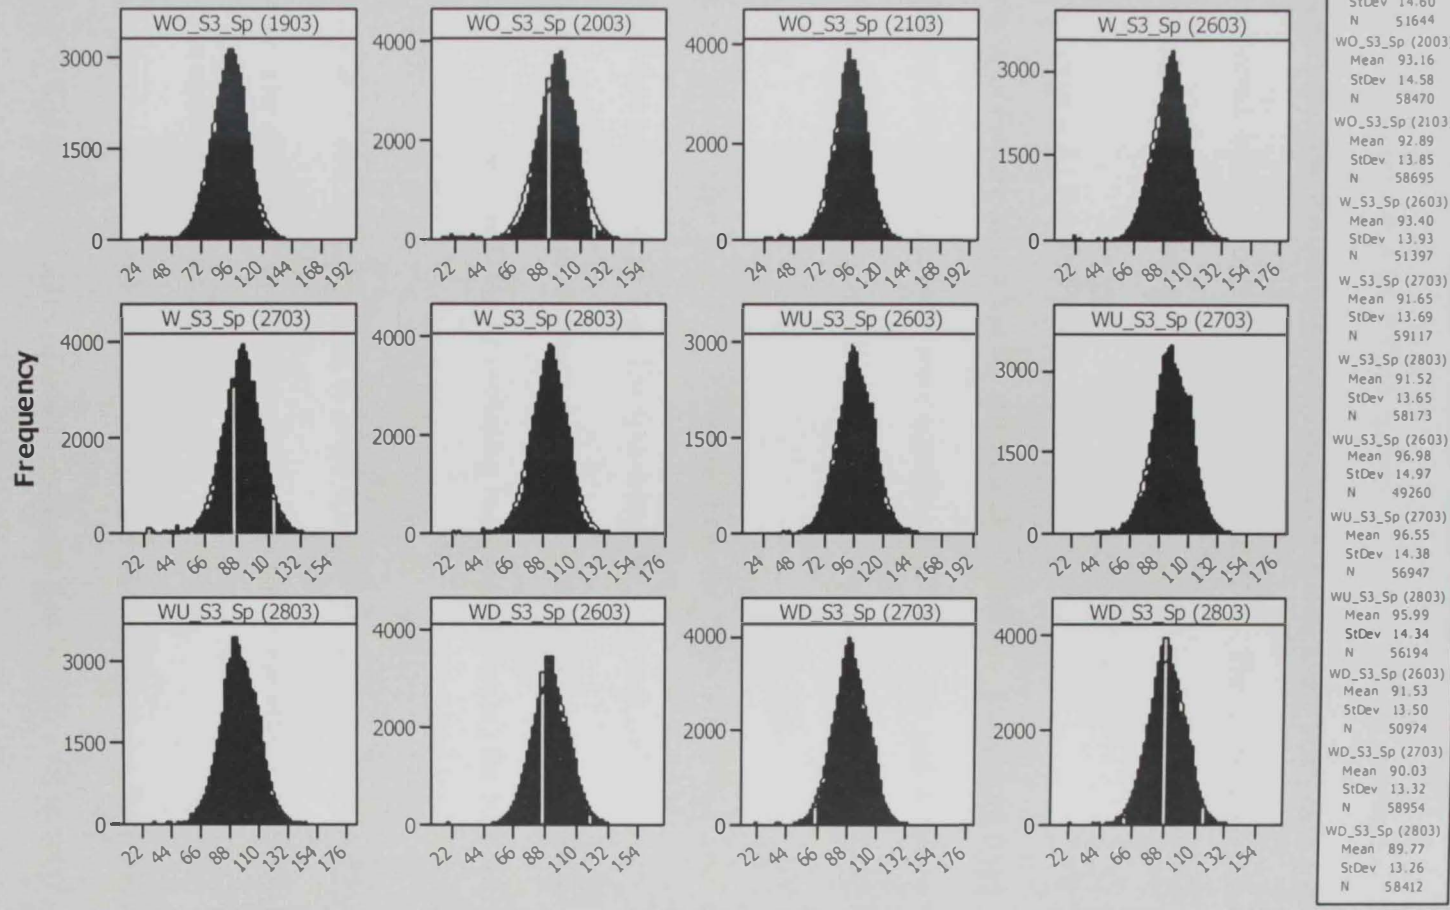 WO_S3_Sp (1903) WO_S3_Sp (2003) WO_S3_Sp (2103) W_S3_Sp (2603)
3000 4000 4000 3000
1500 2000 2000 1500
0 0 0 0
24 48 72 96 120 144 168 192 22 44 66 88 110 132 154 24 48 72 96 120 144 168 192 22 44 66 88 110 132 154 176
W_S3_Sp (2703) W_S3_Sp (2803) WU_S3_Sp (2603) WU_S3_Sp (2703)
4000 4000 3000 3000
2000 2000 1500 1500
0 0 0 0
22 44 66 88 110 132 154 22 44 66 88 110 132 154 176 24 48 72 96 120 144 168 192 22 44 66 88 110 132 154 176
WU_S3_Sp (2803) WD_S3_Sp (2603) WD_S3_Sp (2703) WD_S3_Sp (2803)
3000 4000 4000 4000
1500 2000 2000 2000
0 0 0 0
22 44 66 88 110 132 154 176 22 44 66 88 110 132 154 22 44 66 88 110 132 154 176 22 44 66 88 110 132 154
Frequency
StDev 14.60
N 51644
WO_S3_Sp (2003
Mean 93.16
StDev 14.58
N 58470
WO_S3_Sp (2103
Mean 92.89
StDev 13.85
N 58695
W_S3_Sp (2603)
Mean 93.40
StDev 13.93
N 51397
W_S3_Sp (2703)
Mean 91.65
StDev 13.69
N 59117
W_S3_Sp (2803)
Mean 91.52
StDev 13.65
N 58173
WU_S3_Sp (2603)
Mean 96.98
StDev 14.97
N 49260
WU_S3_Sp (2703)
Mean 96.55
StDev 14.38
N 56947
WU_S3_Sp (2803)
Mean 95.99
StDev 14.34
N 56194
WD_S3_Sp (2603)
Mean 91.53
StDev 13.50
N 50974
WD_S3_Sp (2703)
Mean 90.03
StDev 13.32
N 58954
WD_S3_Sp (2803)
Mean 89.77
StDev 13.26
N 58412